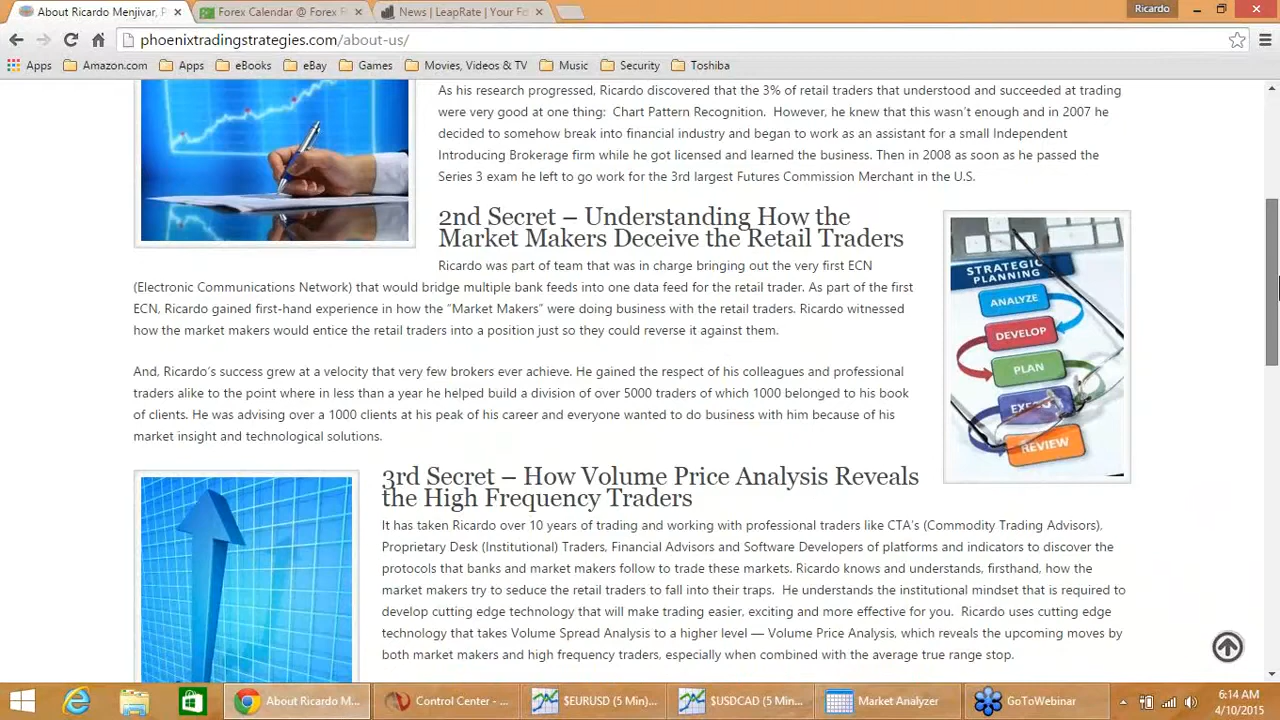 About Ricardo Menjivar, P
Forex Calendar @ Forex F
News | LeapRate | Your Fo
Ricardo
phoenixtradingstrategies.com/about-us/
Apps Amazon.com Apps eBooks eBay Games Movies, Videos & TV Music Security Toshiba
As his research progressed, Ricardo discovered that the 3% of retail traders that understood and succeeded at trading
were very good at one thing: Chart Pattern Recognition. However, he knew that this wasn't enough and in 2007 he
decided to somehow break into financial industry and began to work as an assistant for a small Independent
Introducing Brokerage firm while he got licensed and learned the business. Then in 2008 as soon as he passed the
Series 3 exam he left to go work for the 3rd largest Futures Commission Merchant in the U.S.
2nd Secret – Understanding How the
Market Makers Deceive the Retail Traders
Ricardo was part of team that was in charge bringing out the very first ECN
(Electronic Communications Network) that would bridge multiple bank feeds into one data feed for the retail trader. As part of the first
ECN, Ricardo gained first-hand experience in how the "Market Makers" were doing business with the retail traders. Ricardo witnessed
how the market makers would entice the retail traders into a position just so they could reverse it against them.
And, Ricardo's success grew at a velocity that very few brokers ever achieve. He gained the respect of his colleagues and professional
traders alike to the point where in less than a year he helped build a division of over 5000 traders of which 1000 belonged to his book
of clients. He was advising over a 1000 clients at his peak of his career and everyone wanted to do business with him because of his
market insight and technological solutions.
STRATEGIC
PLANNING
ANALYZE
DEVELOP
PLAN
REVIEW
3rd Secret – How Volume Price Analysis Reveals
the High Frequency Traders
It has taken Ricardo over 10 years of trading and working with professional traders like CTA's (Commodity Trading Advisors),
Proprietary Desk (Institutional) Traders, Financial Advisors and Software Developers of platforms and indicators to discover the
protocols that banks and market makers follow to trade these markets. Ricardo knows and understands, firsthand, how the
market makers try to seduce the retail traders to fall into their traps. He understands the institutional mindset that is required to
develop cutting edge technology that will make trading easier, exciting and more effective for you. Ricardo uses cutting edge
technology that takes Volume Spread Analysis to a higher level — Volume Price Analysis, which reveals the upcoming moves by
both market makers and high frequency traders, especially when combined with the average true range stop.
About Ricardo M... Control Center - ... $EURUSD (5 Min)... $USDCAD (5 Min... Market Analyzer GoToWebinar
6:14 AM
4/10/2015